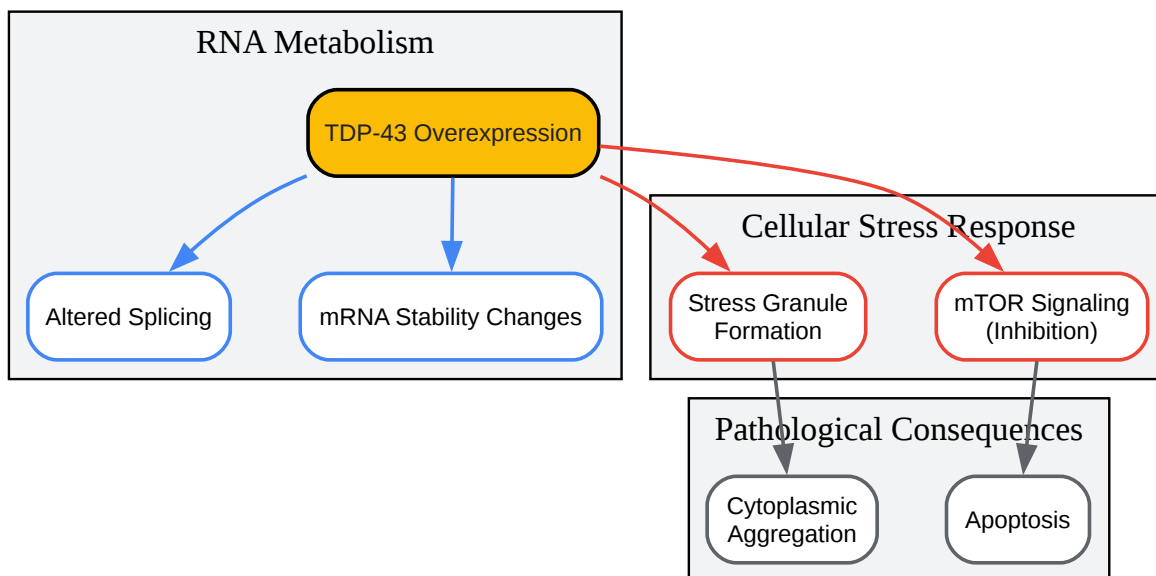 RNA Metabolism
TDP-43 Overexpression
Altered Splicing
mRNA Stability Changes
Cellular Stress Response
Stress Granule
Formation
mTOR Signaling
(Inhibition)
Pathological Consequences
Cytoplasmic
Aggregation
Apoptosis